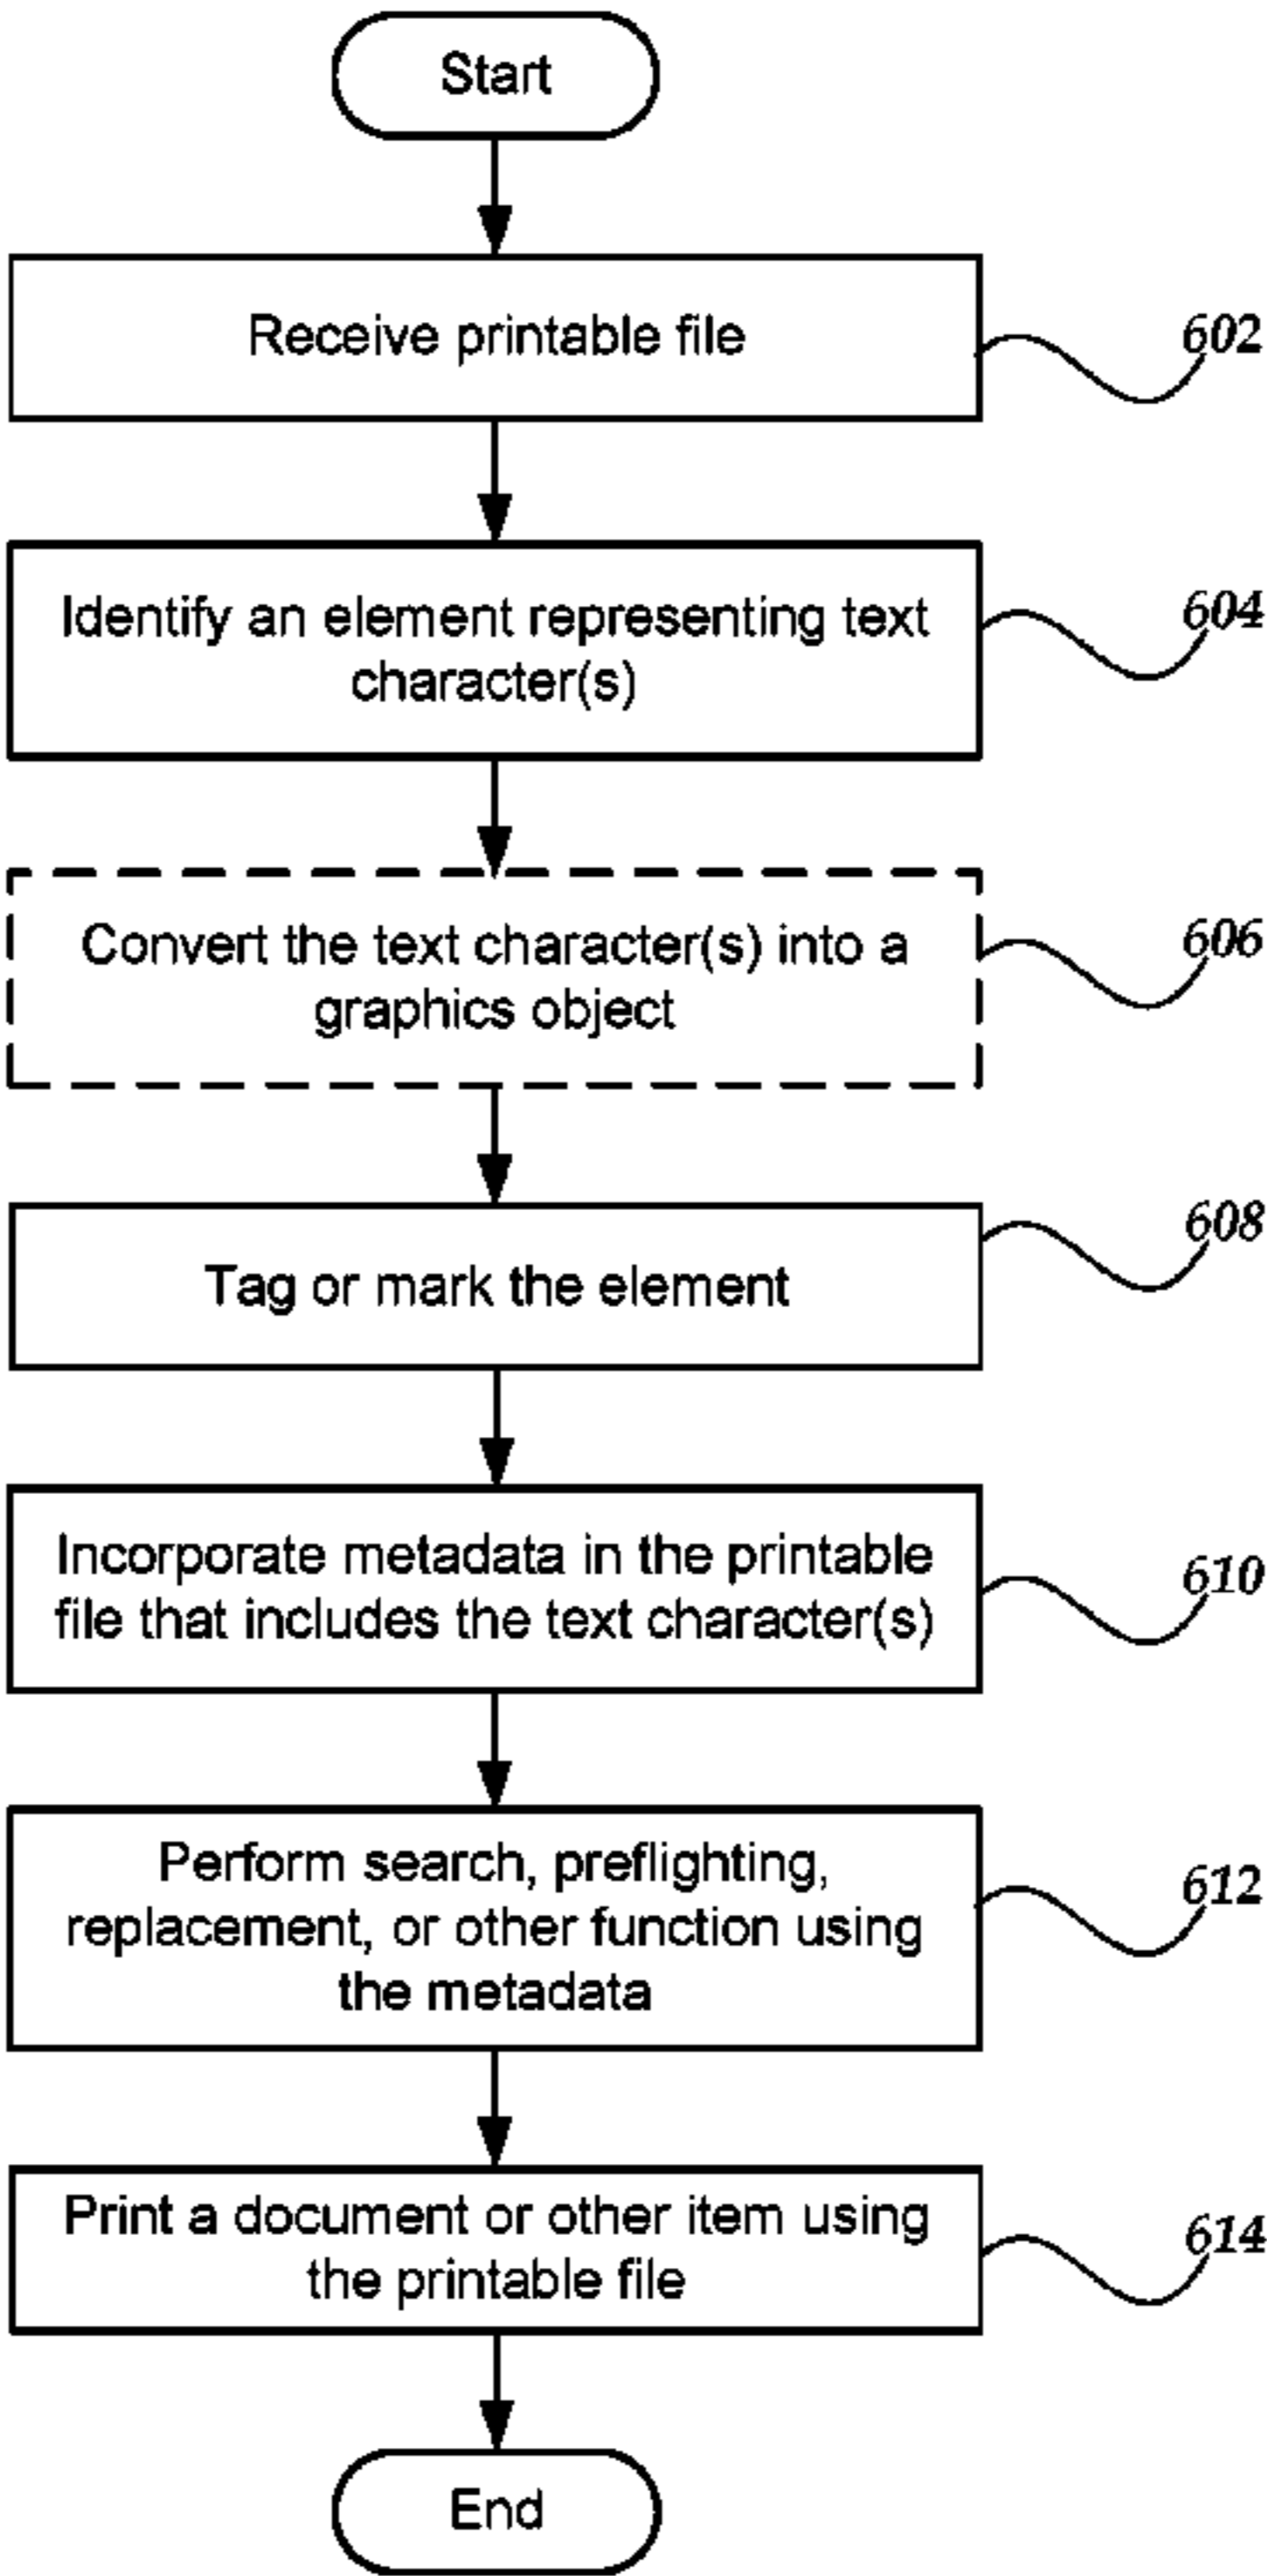 Start
Receive printable file
602
Identify an element representing text
character(s)
604
Convert the text character(s) into a
graphics object
606
Tag or mark the element
608
Incorporate metadata in the printable
file that includes the text character(s)
610
Perform search, preflighting,
replacement, or other function using
the metadata
612
Print a document or other item using
the printable file
614
End